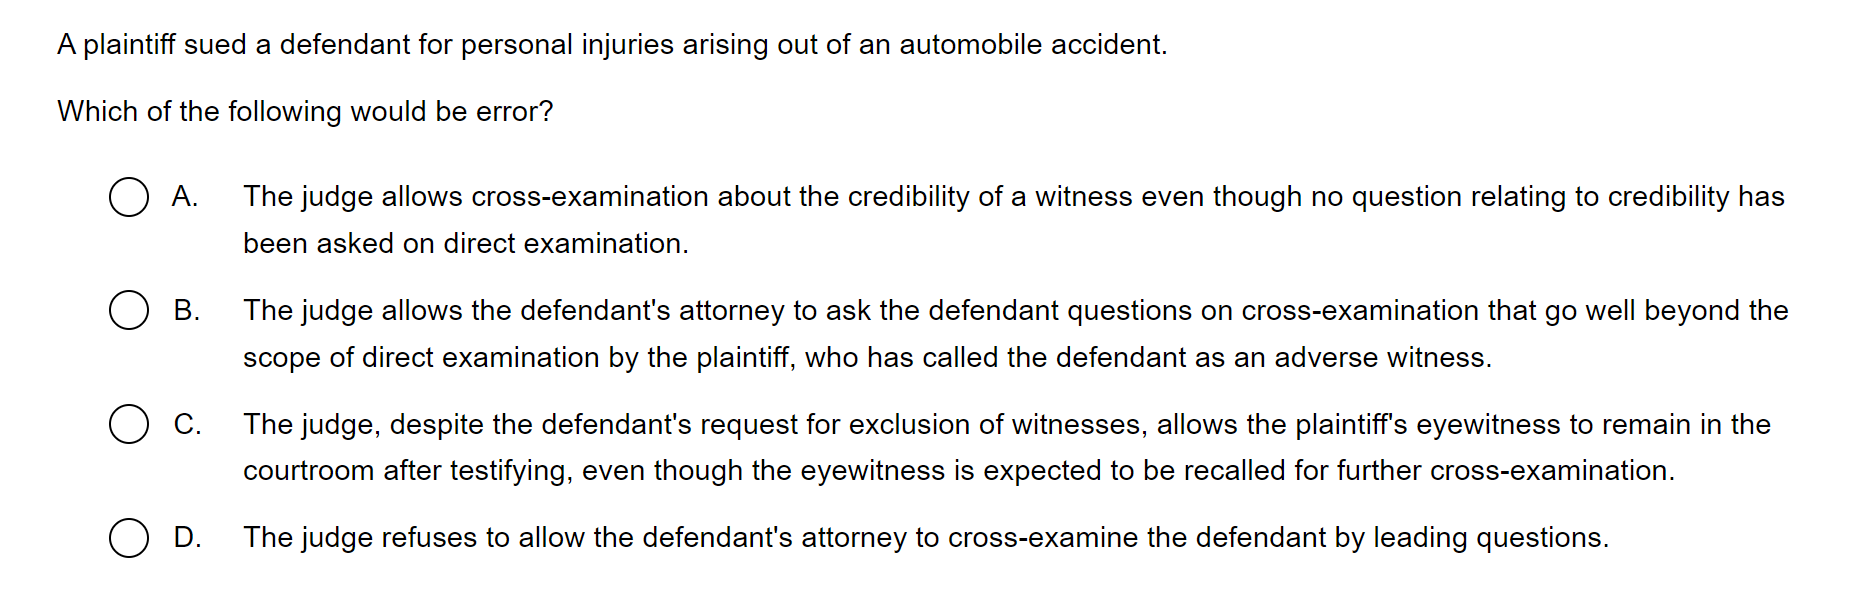 A plaintiff sued a defendant for personal injuries arising out of an automobile accident.
Which of the following would be error?
A. The judge allows cross-examination about the credibility of a witness even though no question relating to credibility has
been asked on direct examination.
B. The judge allows the defendant's attorney to ask the defendant questions on cross-examination that go well beyond the
scope of direct examination by the plaintiff, who has called the defendant as an adverse witness.
C. The judge, despite the defendant's request for exclusion of witnesses, allows the plaintiff's eyewitness to remain in the
courtroom after testifying, even though the eyewitness is expected to be recalled for further cross-examination.
D. The judge refuses to allow the defendant's attorney to cross-examine the defendant by leading questions.